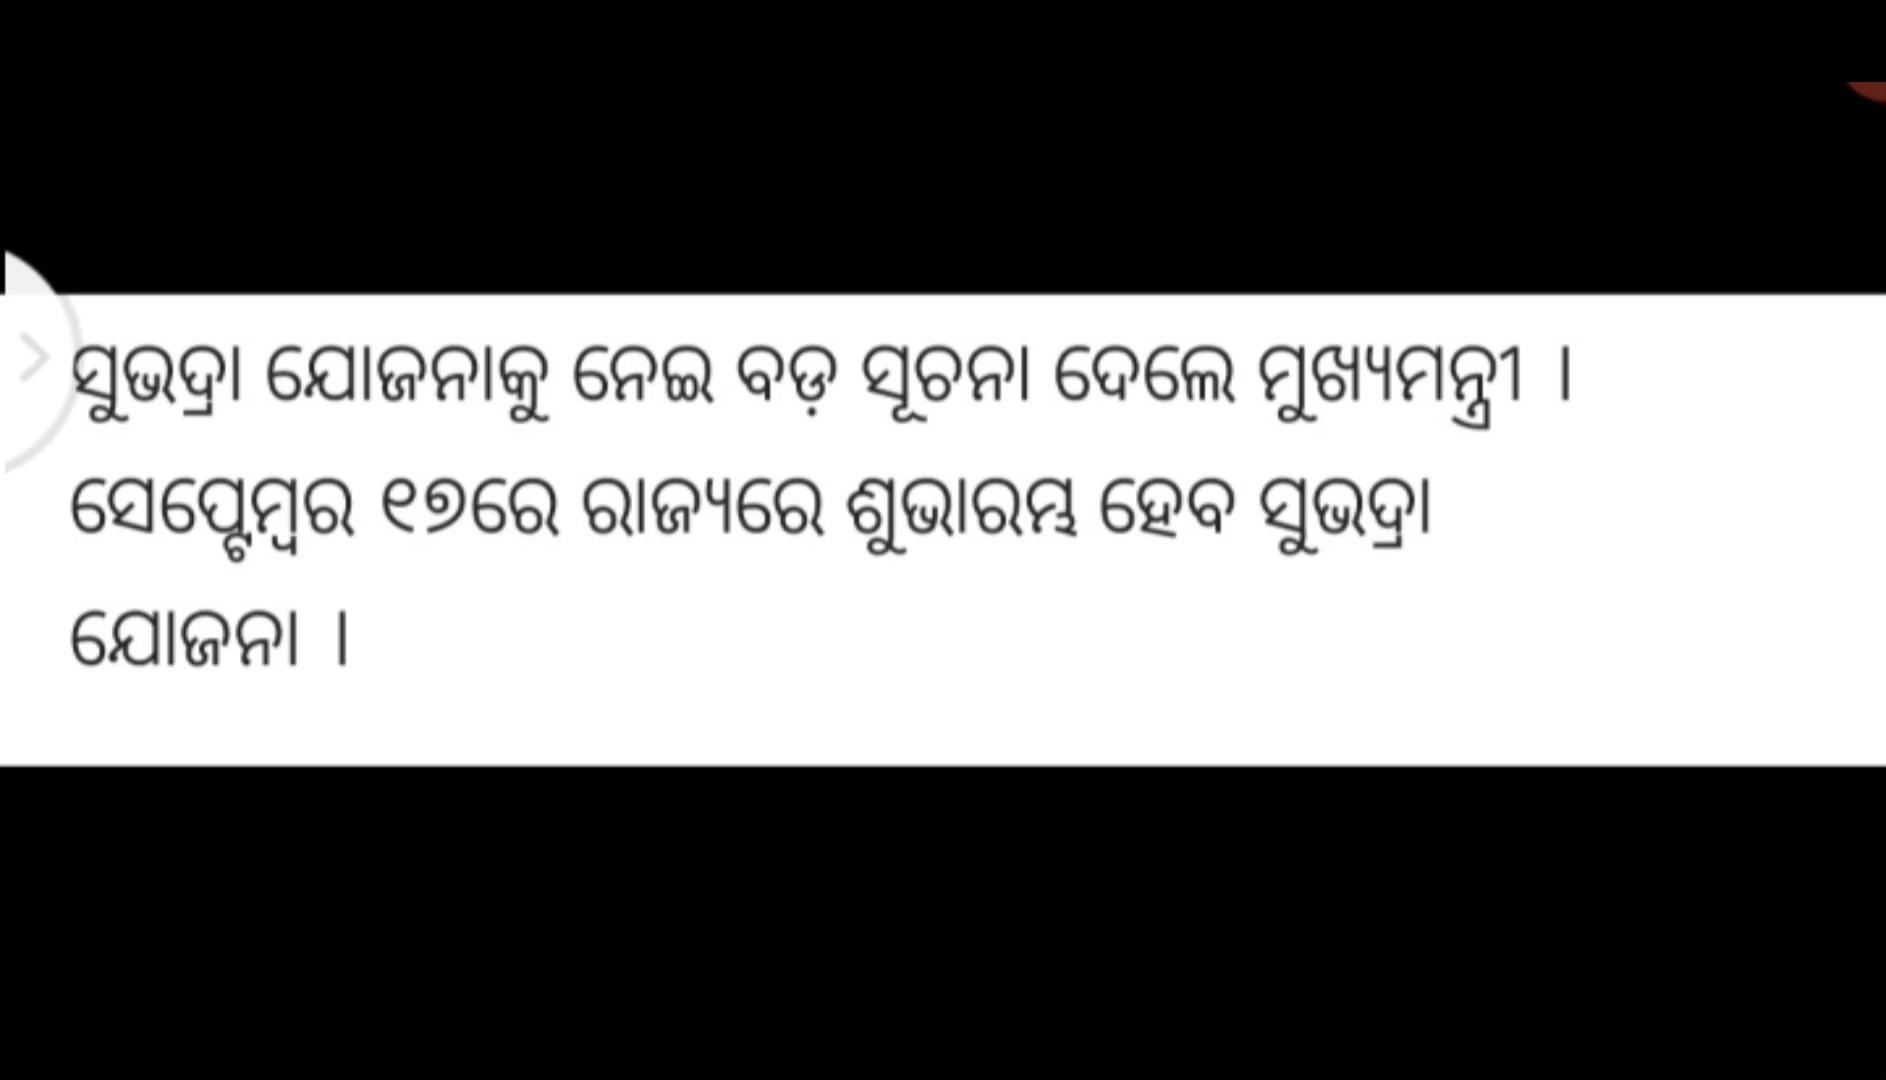 ସୁଭଦ୍ରା ଯୋଜନାକୁ ନେଇ ବଡ଼ ସୂଚନା ଦେଲେ ମୁଖ୍ୟମନ୍ତ୍ରୀ ।
ସେପ୍ଟେମ୍ବର ୧୭ରେ ରାଜ୍ୟରେ ଶୁଭାରମ୍ଭ ହେବ ସୁଭଦ୍ରା
ଯୋଜନା ।